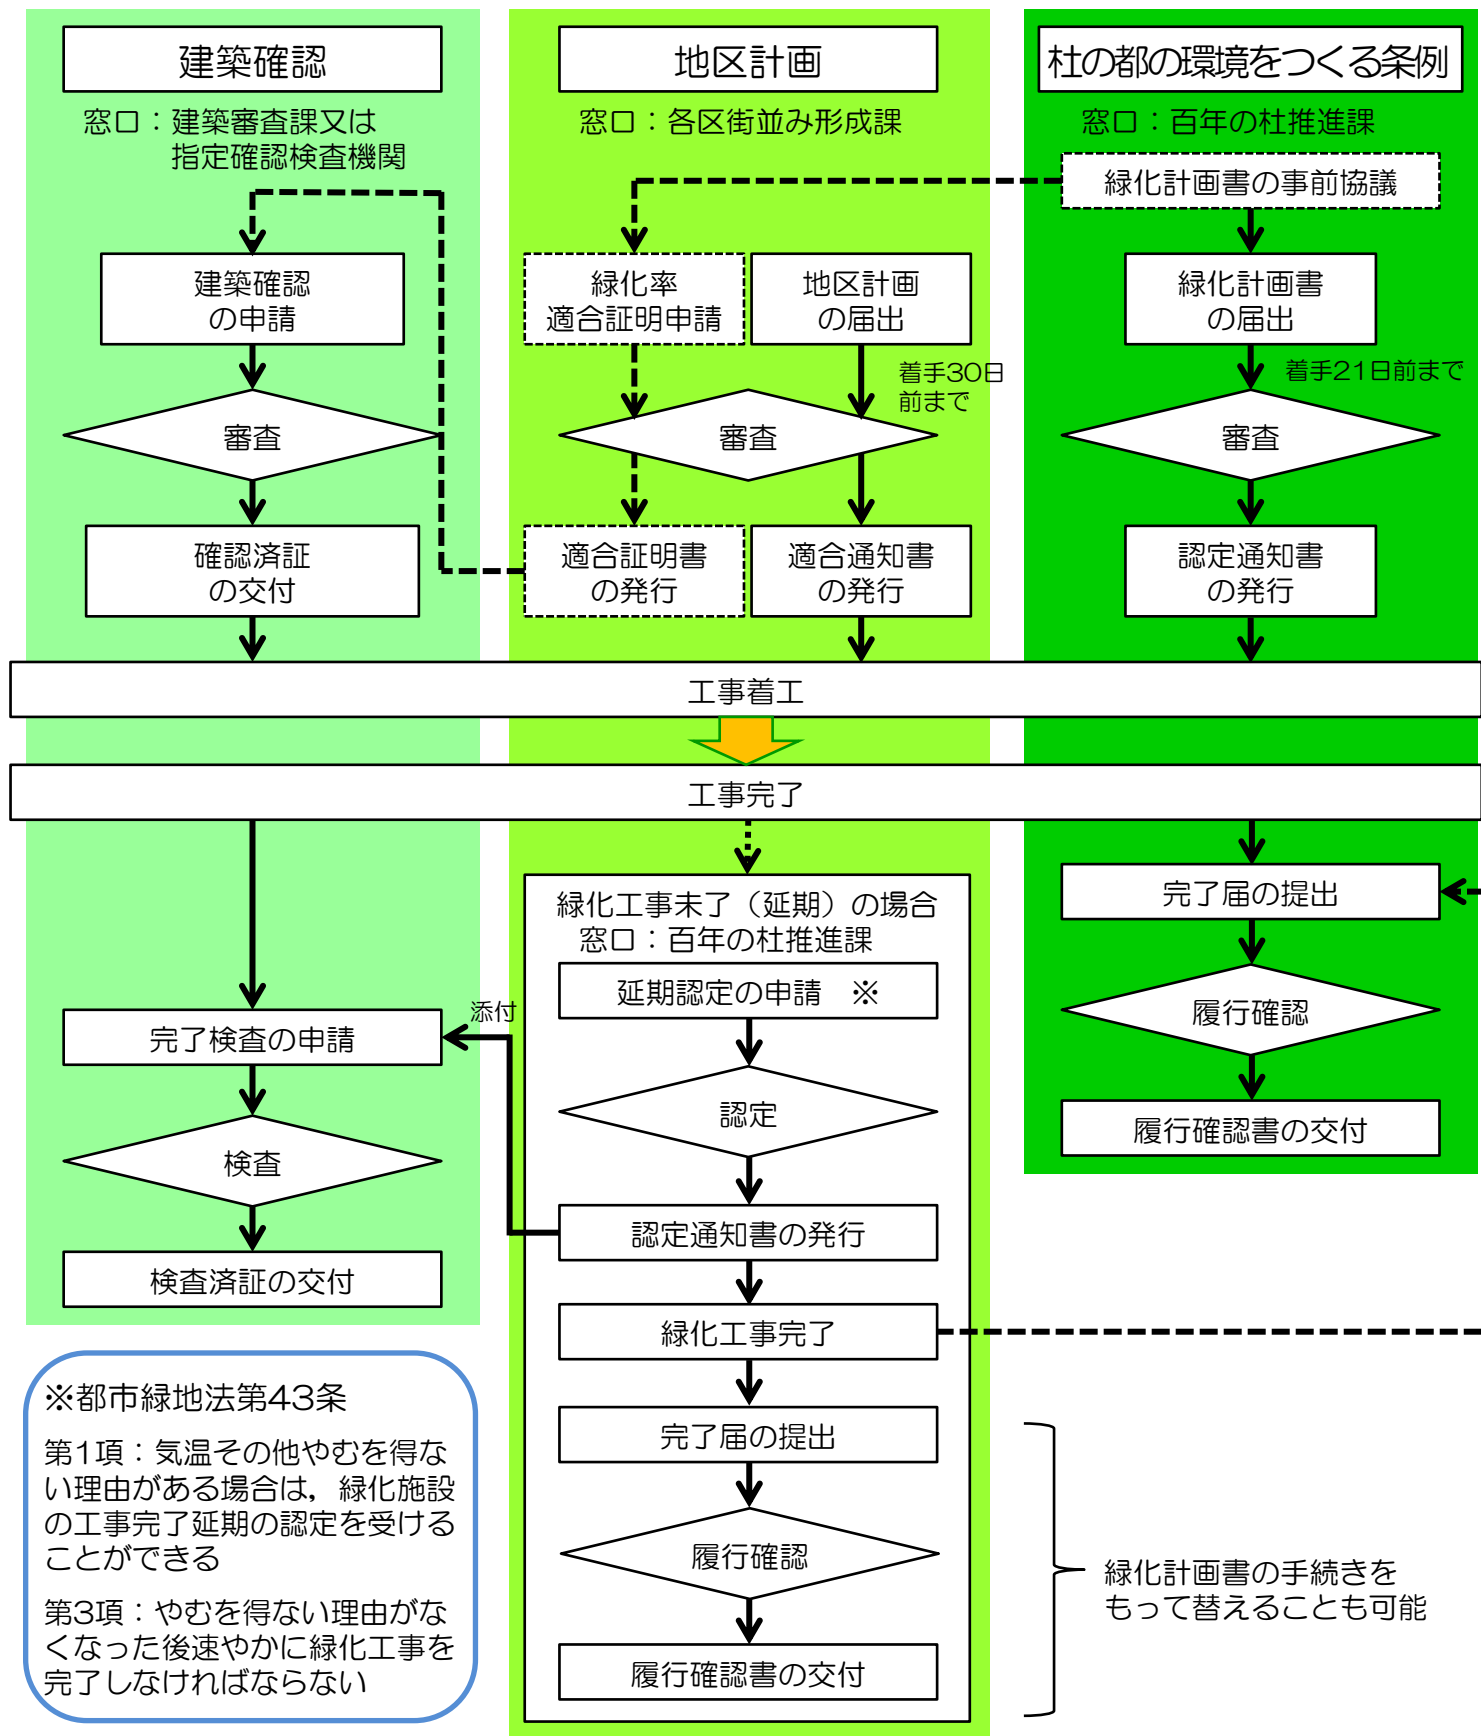 建築確認
窓口：建築審査課又は
指定確認検査機関
建築確認
の申請
審査
確認済証
の交付
地区計画
窓口：各区街並み形成課
緑化率
適合証明申請
地区計画
の届出
着手30日
前まで
審査
適合証明書
の発行
適合通知書
の発行
杜の都の環境をつくる条例
窓口：百年の杜推進課
緑化計画書の事前協議
緑化計画書
の届出
着手21日前まで
審査
認定通知書
の発行
工事着工
工事完了
完了検査の申請
添付
検査
検査済証の交付
緑化工事未了（延期）の場合
窓口：百年の杜推進課
延期認定の申請　※
認定
認定通知書の発行
緑化工事完了
完了届の提出
履行確認
履行確認書の交付
完了届の提出
履行確認
履行確認書の交付
緑化計画書の手続きを
もって替えることも可能
※都市緑地法第43条
第1項：気温その他やむを得な
い理由がある場合は，緑化施設
の工事完了延期の認定を受ける
ことができる
第3項：やむを得ない理由がな
くなった後速やかに緑化工事を
完了しなければならない